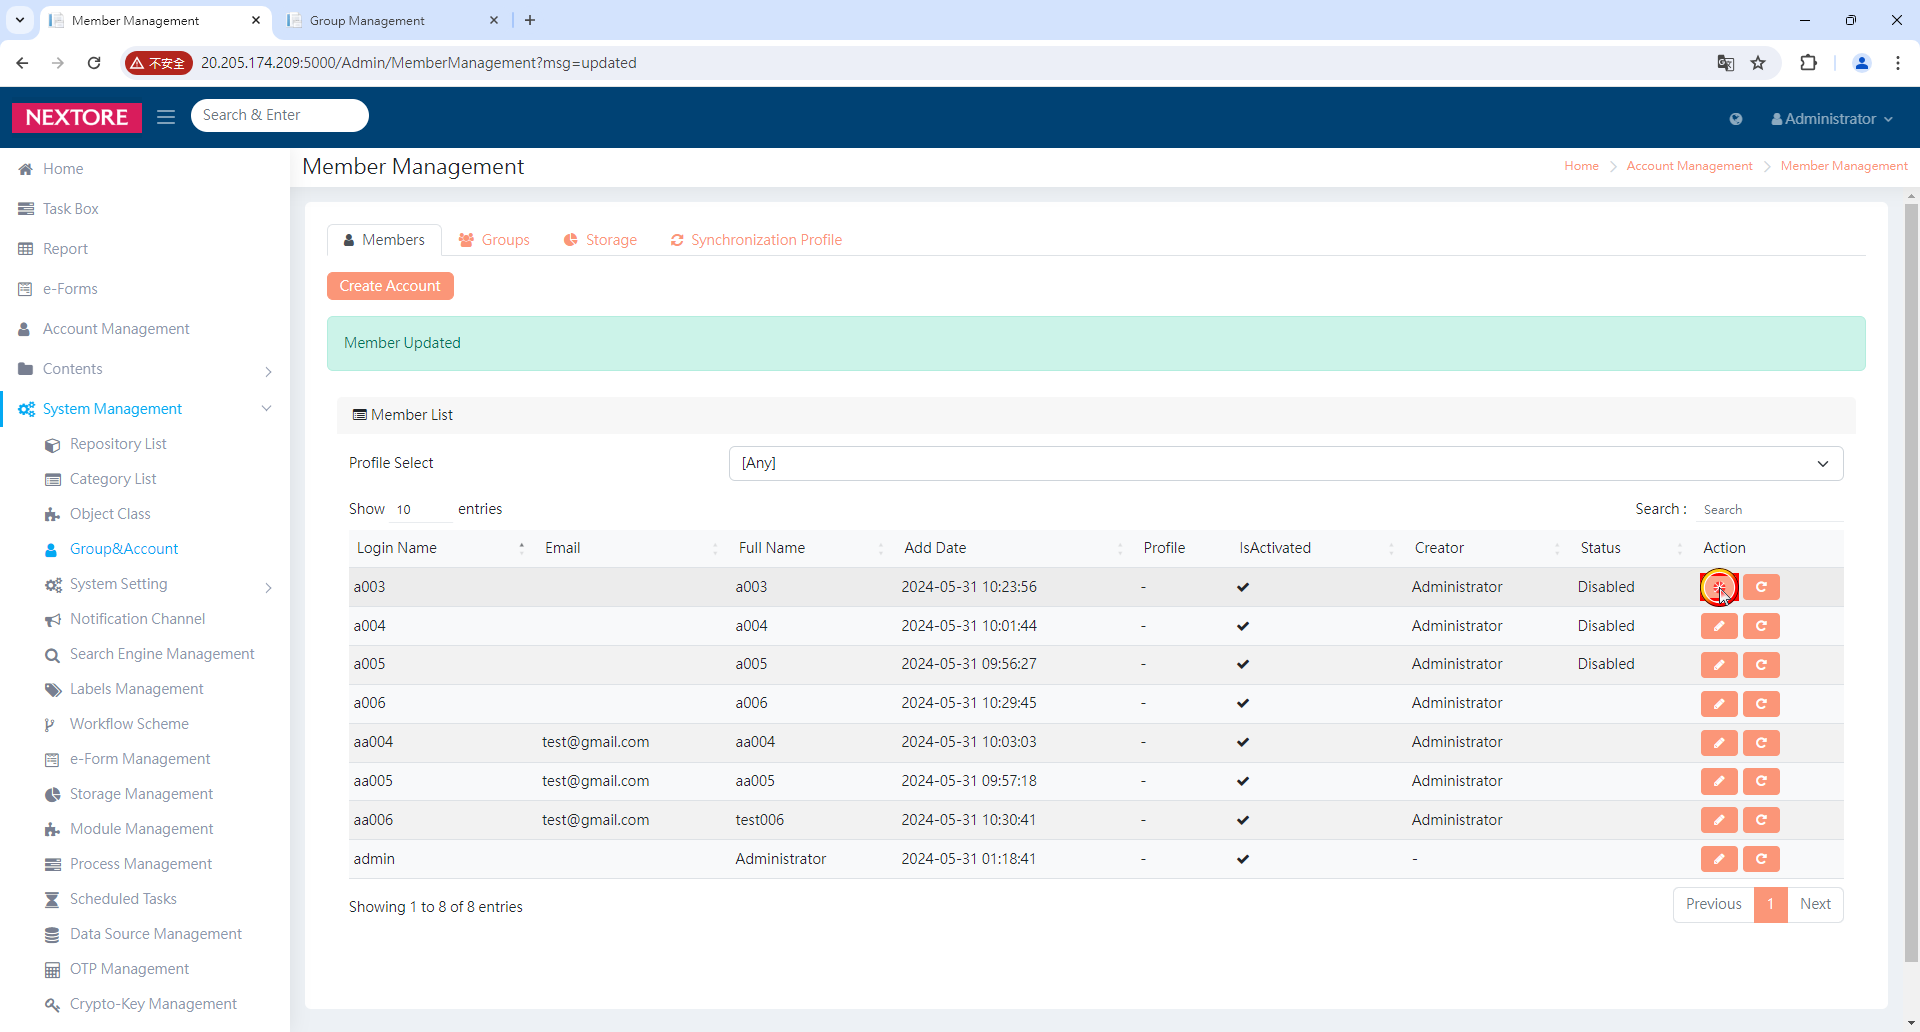 Member Management
Group Management
不安全
20.205.174.209:5000/Admin/MemberManagement?msg=updated
NEXTORE
Search & Enter
Administrator
Home
Task Box
Report
e-Forms
Account Management
Contents
System Management
Repository List
Category List
Object Class
Group&Account
System Setting
Notification Channel
Search Engine Management
Labels Management
Workflow Scheme
e-Form Management
Storage Management
Module Management
Process Management
Scheduled Tasks
Data Source Management
OTP Management
Crypto-Key Management
Member Management
Home > Account Management > Member Management
Members Groups Storage Synchronization Profile
Create Account
Member Updated
Member List
Profile Select [Any]
Show 10 entries Search : Search
Login Name Email Full Name Add Date Profile IsActivated Creator Status Action
a003 a003 2024-05-31 10:23:56 - ✔ Administrator Disabled
a004 a004 2024-05-31 10:01:44 - ✔ Administrator Disabled
a005 a005 2024-05-31 09:56:27 - ✔ Administrator Disabled
a006 a006 2024-05-31 10:29:45 - ✔ Administrator
aa004 test@gmail.com aa004 2024-05-31 10:03:03 - ✔ Administrator
aa005 test@gmail.com aa005 2024-05-31 09:57:18 - ✔ Administrator
aa006 test@gmail.com test006 2024-05-31 10:30:41 - ✔ Administrator
admin Administrator 2024-05-31 01:18:41 - ✔ -
Showing 1 to 8 of 8 entries
Previous 1 Next